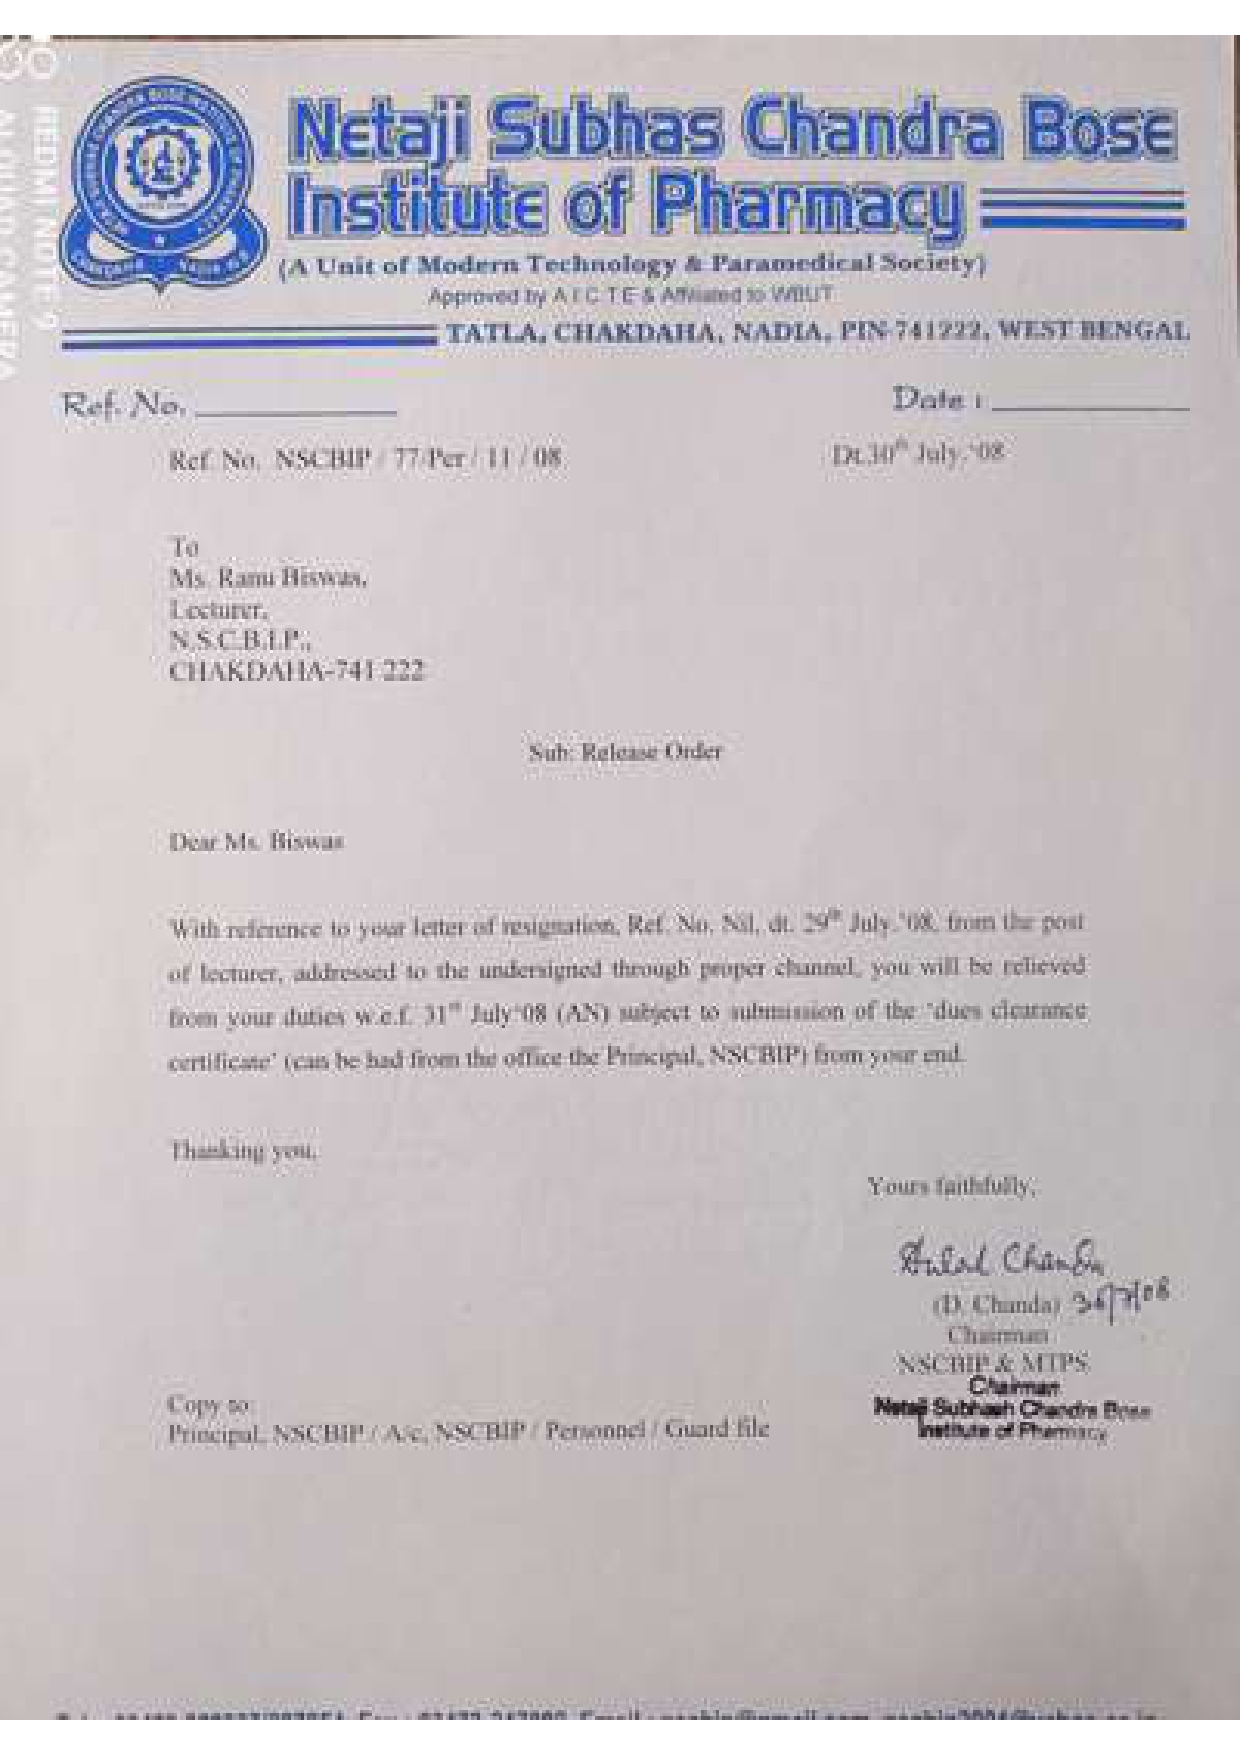 Netaji Subhas Chandra Bose
Institute of Pharmacy
(A Unit of Modern Technology & Paramedical Society)
Approved by A I C T E & Affiliated to WBUT
TATLA, CHAKDAHA, NADIA, PIN-741222, WEST BENGAL
Ref. No.
Date :
Ref. No. NSCBIP / 77/Per / 11 / 08
Dt.30th July.'08
To
Ms. Ranu Biswas,
Lecturer,
N.S.C.B.I.P.,
CHAKDAHA-741 222
Sub: Release Order
Dear Ms. Biswas
With reference to your letter of resignation, Ref. No. Nil, dt. 29th July.'08, from the post
of lecturer, addressed to the undersigned through proper channel, you will be relieved
from your duties w.e.f. 31st July'08 (AN) subject to submission of the 'dues clearance
certificate' (can be had from the office the Principal, NSCBIP) from your end.
Thanking you.
Yours faithfully,
Chanda
(D. Chanda) 30/7/08
Chairman
NSCBIP & MTPS
Chairman
Netaji Subhash Chandra Bose
Institute of Pharmacy
Copy to:
Principal, NSCBIP / A/c, NSCBIP / Personnel / Guard file
REDMI NOTE
AI QUAD CAMERA